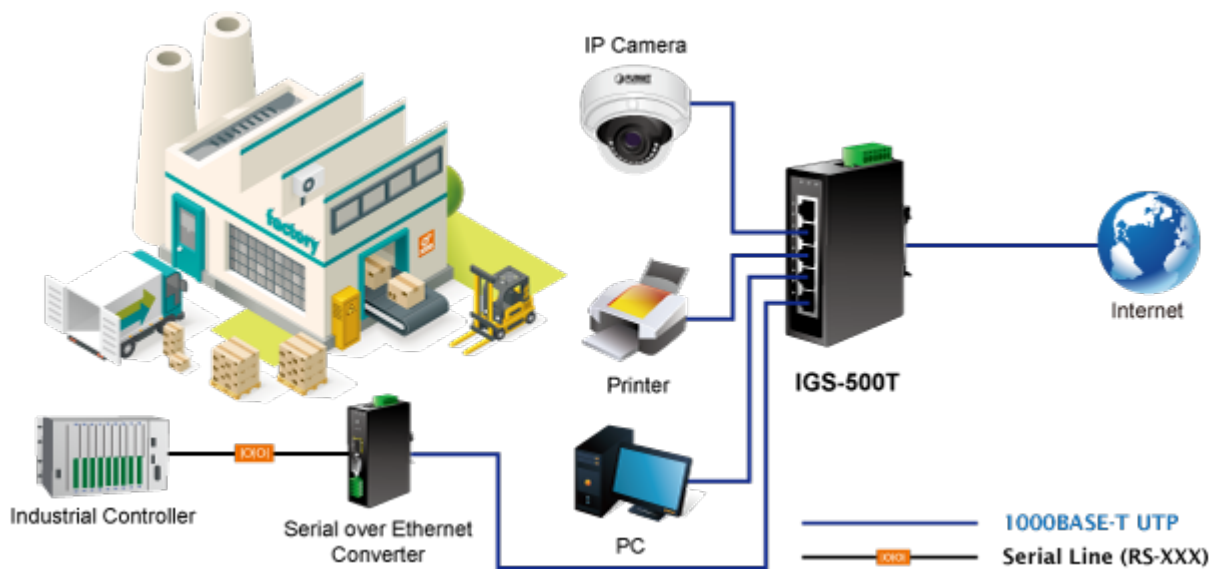 IP Camera
PLANET
factory
Internet
IGS-500T
Printer
Industrial Controller
Serial over Ethernet
Converter
PC
1000BASE-T UTP
Serial Line (RS-XXX)